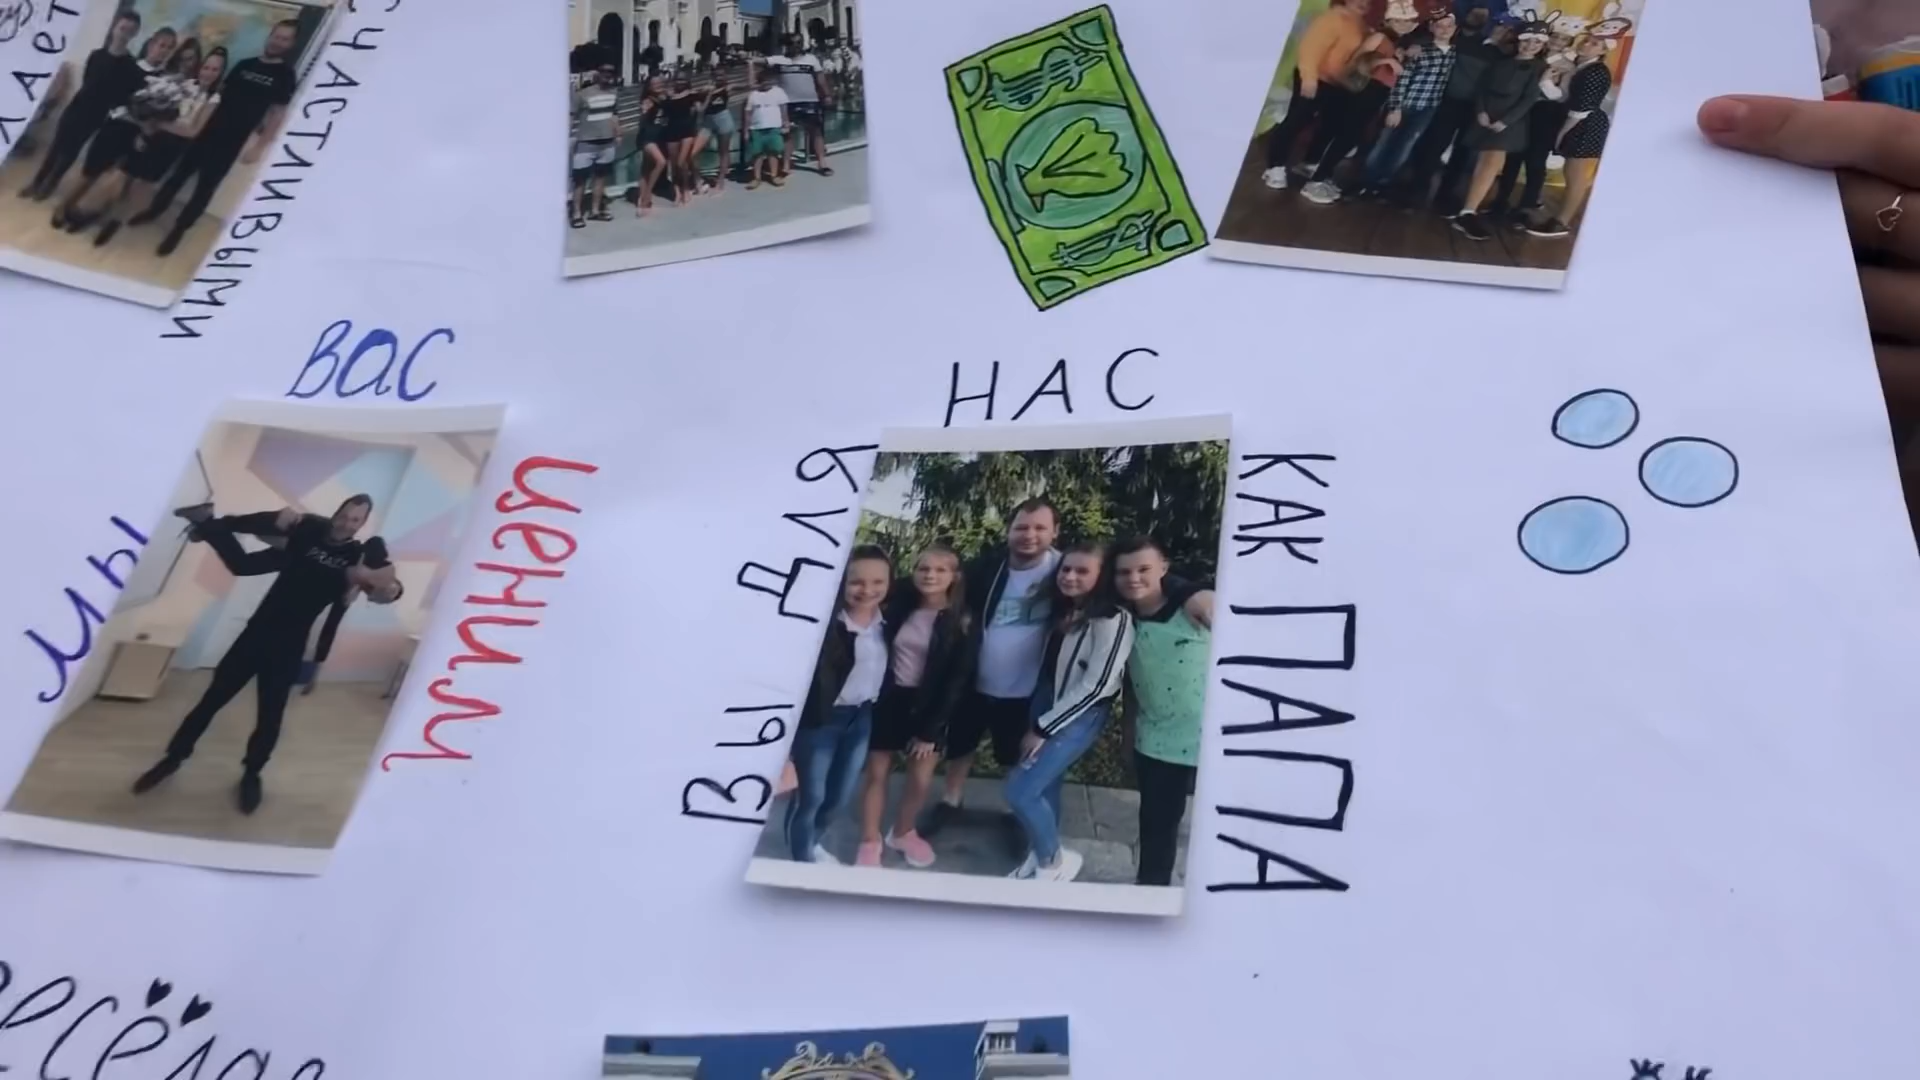 СЧАСТЛИВЫМИ
МЫ
ВАС
ЦЕНИМ
ВЫ ДЛЯ
НАС
КАК ПАПА